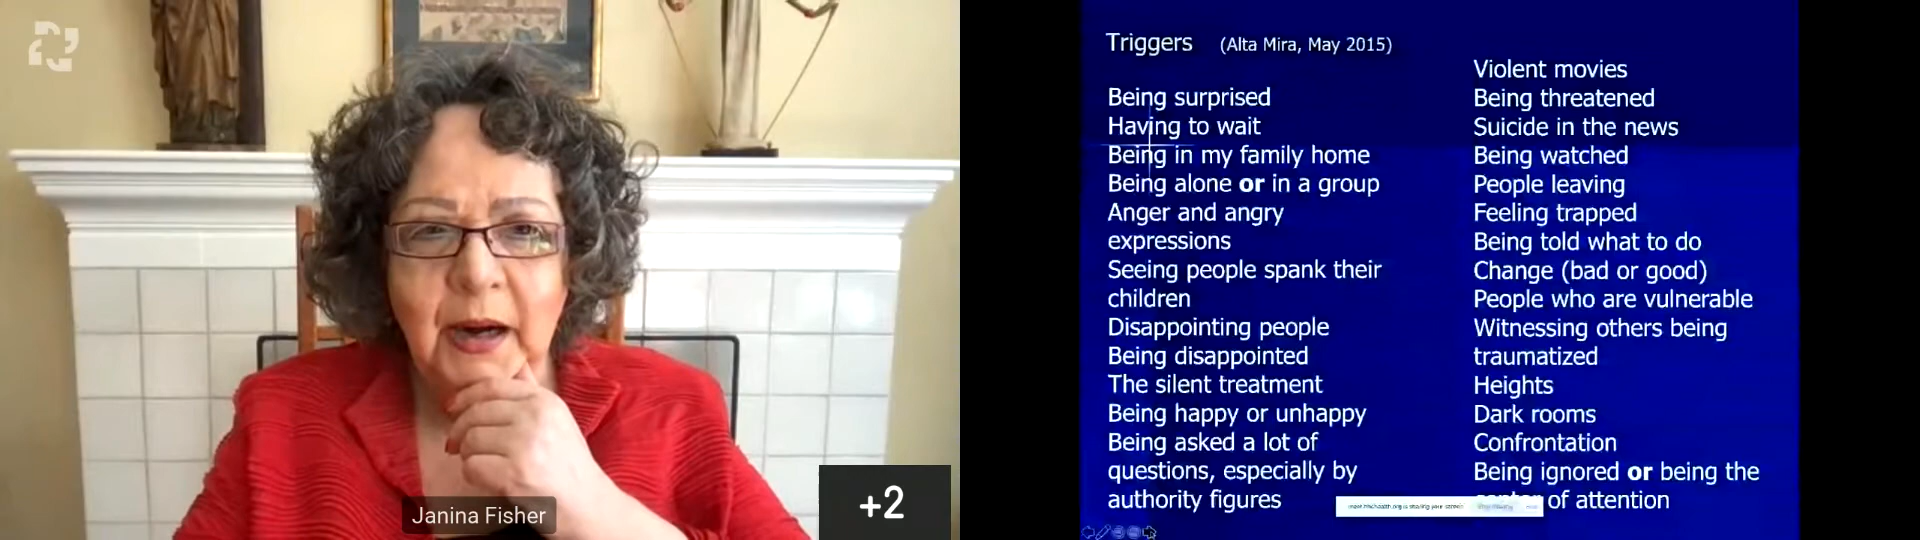 Janina Fisher
+2
Triggers (Alta Mira, May 2015)
Being surprised
Having to wait
Being in my family home
Being alone or in a group
Anger and angry
expressions
Seeing people spank their
children
Disappointing people
Being disappointed
The silent treatment
Being happy or unhappy
Being asked a lot of
questions, especially by
authority figures
Violent movies
Being threatened
Suicide in the news
Being watched
People leaving
Feeling trapped
Being told what to do
Change (bad or good)
People who are vulnerable
Witnessing others being
traumatized
Heights
Dark rooms
Confrontation
Being ignored or being the
of attention
is sharing your screen